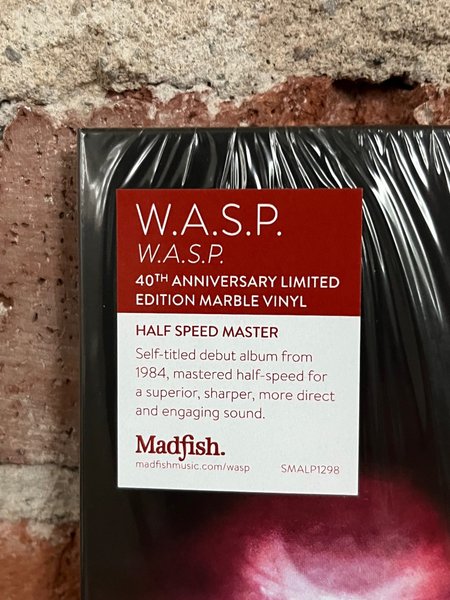 W.A.S.P.
W.A.S.P.
40TH ANNIVERSARY LIMITED
EDITION MARBLE VINYL
HALF SPEED MASTER
Self-titled debut album from
1984, mastered half-speed for
a superior, sharper, more direct
and engaging sound.
Madfish.
madfishmusic.com/wasp SMALP1298